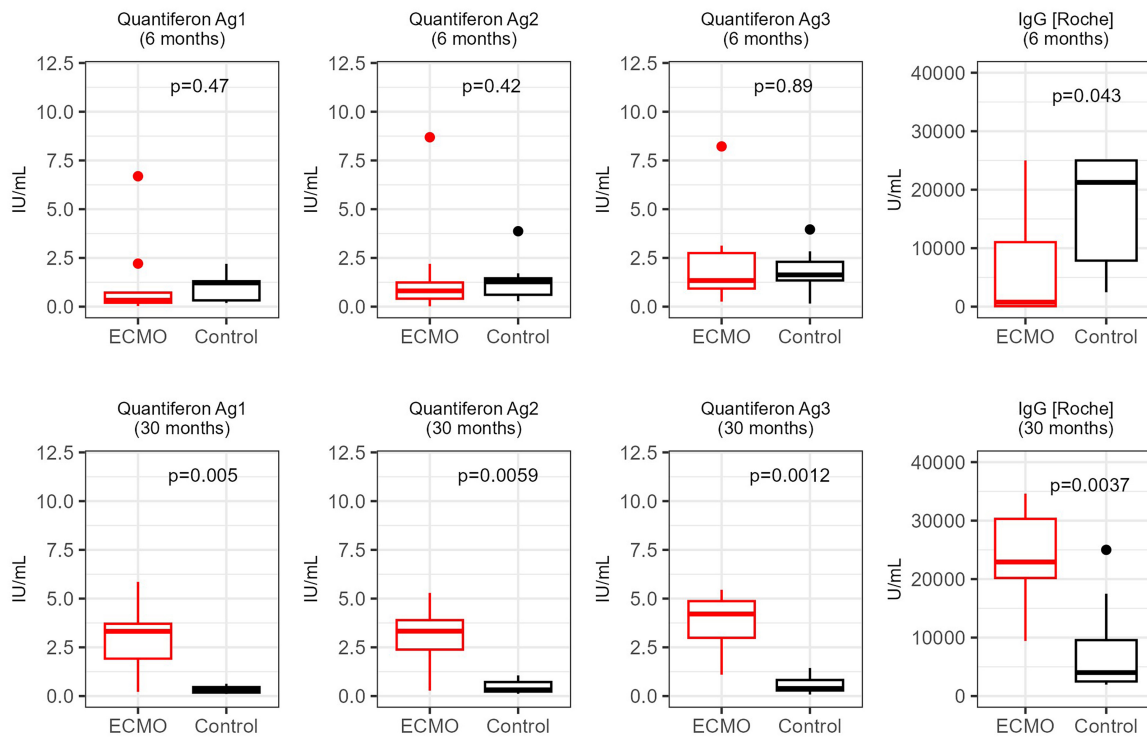 Quantiferon Ag1
(6 months)
p=0.47
12.5
10.0
7.5
5.0
2.5
0.0
IU/mL
ECMO Control
Quantiferon Ag2
(6 months)
p=0.42
12.5
10.0
7.5
5.0
2.5
0.0
IU/mL
ECMO Control
Quantiferon Ag3
(6 months)
p=0.89
12.5
10.0
7.5
5.0
2.5
0.0
IU/mL
ECMO Control
IgG [Roche]
(6 months)
p=0.043
40000
30000
20000
10000
0
U/mL
ECMO Control
Quantiferon Ag1
(30 months)
p=0.005
12.5
10.0
7.5
5.0
2.5
0.0
IU/mL
ECMO Control
Quantiferon Ag2
(30 months)
p=0.0059
12.5
10.0
7.5
5.0
2.5
0.0
IU/mL
ECMO Control
Quantiferon Ag3
(30 months)
p=0.0012
12.5
10.0
7.5
5.0
2.5
0.0
IU/mL
ECMO Control
IgG [Roche]
(30 months)
p=0.0037
40000
30000
20000
10000
0
U/mL
ECMO Control